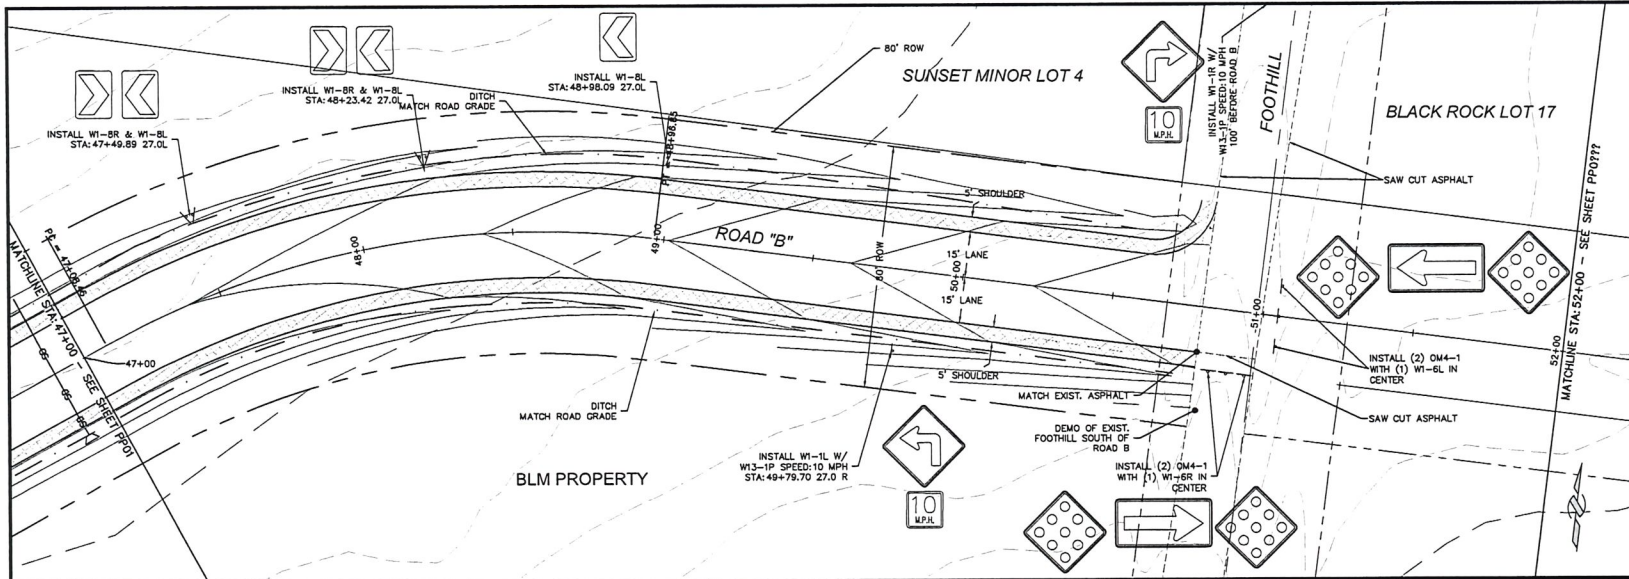 INSTALL W1-8R & W1-8L
STA: 47+49.89 27.0L
INSTALL W1-8R & W1-8L
STA: 48+23.42 27.0L
INSTALL W1-8L
STA: 48+98.09 27.0L
DITCH
MATCH ROAD GRADE
80' ROW
SUNSET MINOR LOT 4
10
M.P.H.
INSTALL W1-1R W/
W13-1P SPEED: 10 MPH
100' BEFORE ROAD B
FOOTHILL
BLACK ROCK LOT 17
SAW CUT ASPHALT
MATCHLINE STA: 52+00 - SEE SHEET PP0???
52+00
MATCHLINE STA: 47+00 - SEE SHEET PP01
47+00
SD
SD
SD
48+00
49+00
ROAD "B"
5' SHOULDER
15' LANE
50+00
15' LANE
5' SHOULDER
51+00
INSTALL (2) OM4-1
WITH (1) W1-6L IN
CENTER
SAW CUT ASPHALT
MATCH EXIST. ASPHALT
DEMO OF EXIST.
FOOTHILL SOUTH OF
ROAD B
INSTALL (2) OM4-1
WITH (1) W1-6R IN
CENTER
DITCH
MATCH ROAD GRADE
BLM PROPERTY
INSTALL W1-1L W/
W13-1P SPEED: 10 MPH
STA: 49+79.70 27.0 R
10
M.P.H.